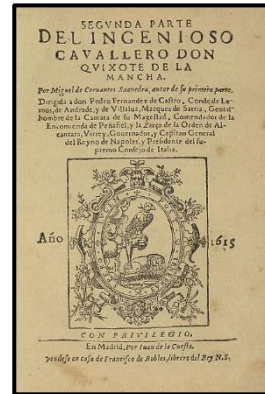 SEGVNDA PARTE
DEL INGENIOSO
CAVALLERO DON
QVIXOTE DE LA
MANCHA.
Por Miguel de Ceruantes Saauedra, autor de su primera parte.
Dirigida a don Pedro Fernandez de Castro, Conde de Le-
mos, de Andrade, y de Villalua, Marques de Sarria, Gentil-
hombre de la Camara de su Magestad, Comendador de la
Encomienda de Peñafiel, y la Zarça de la Orden de Al-
cantara, Virrey, Gouernador, y Capitan General
del Reyno de Napoles, y Presidente del su-
premo Consejo de Italia.
Año 1615
CON PRIVILEGIO,
En Madrid, Por Iuan de la Cuesta.
vendese en casa de Francisco de Robles, librero del Rey N.S.